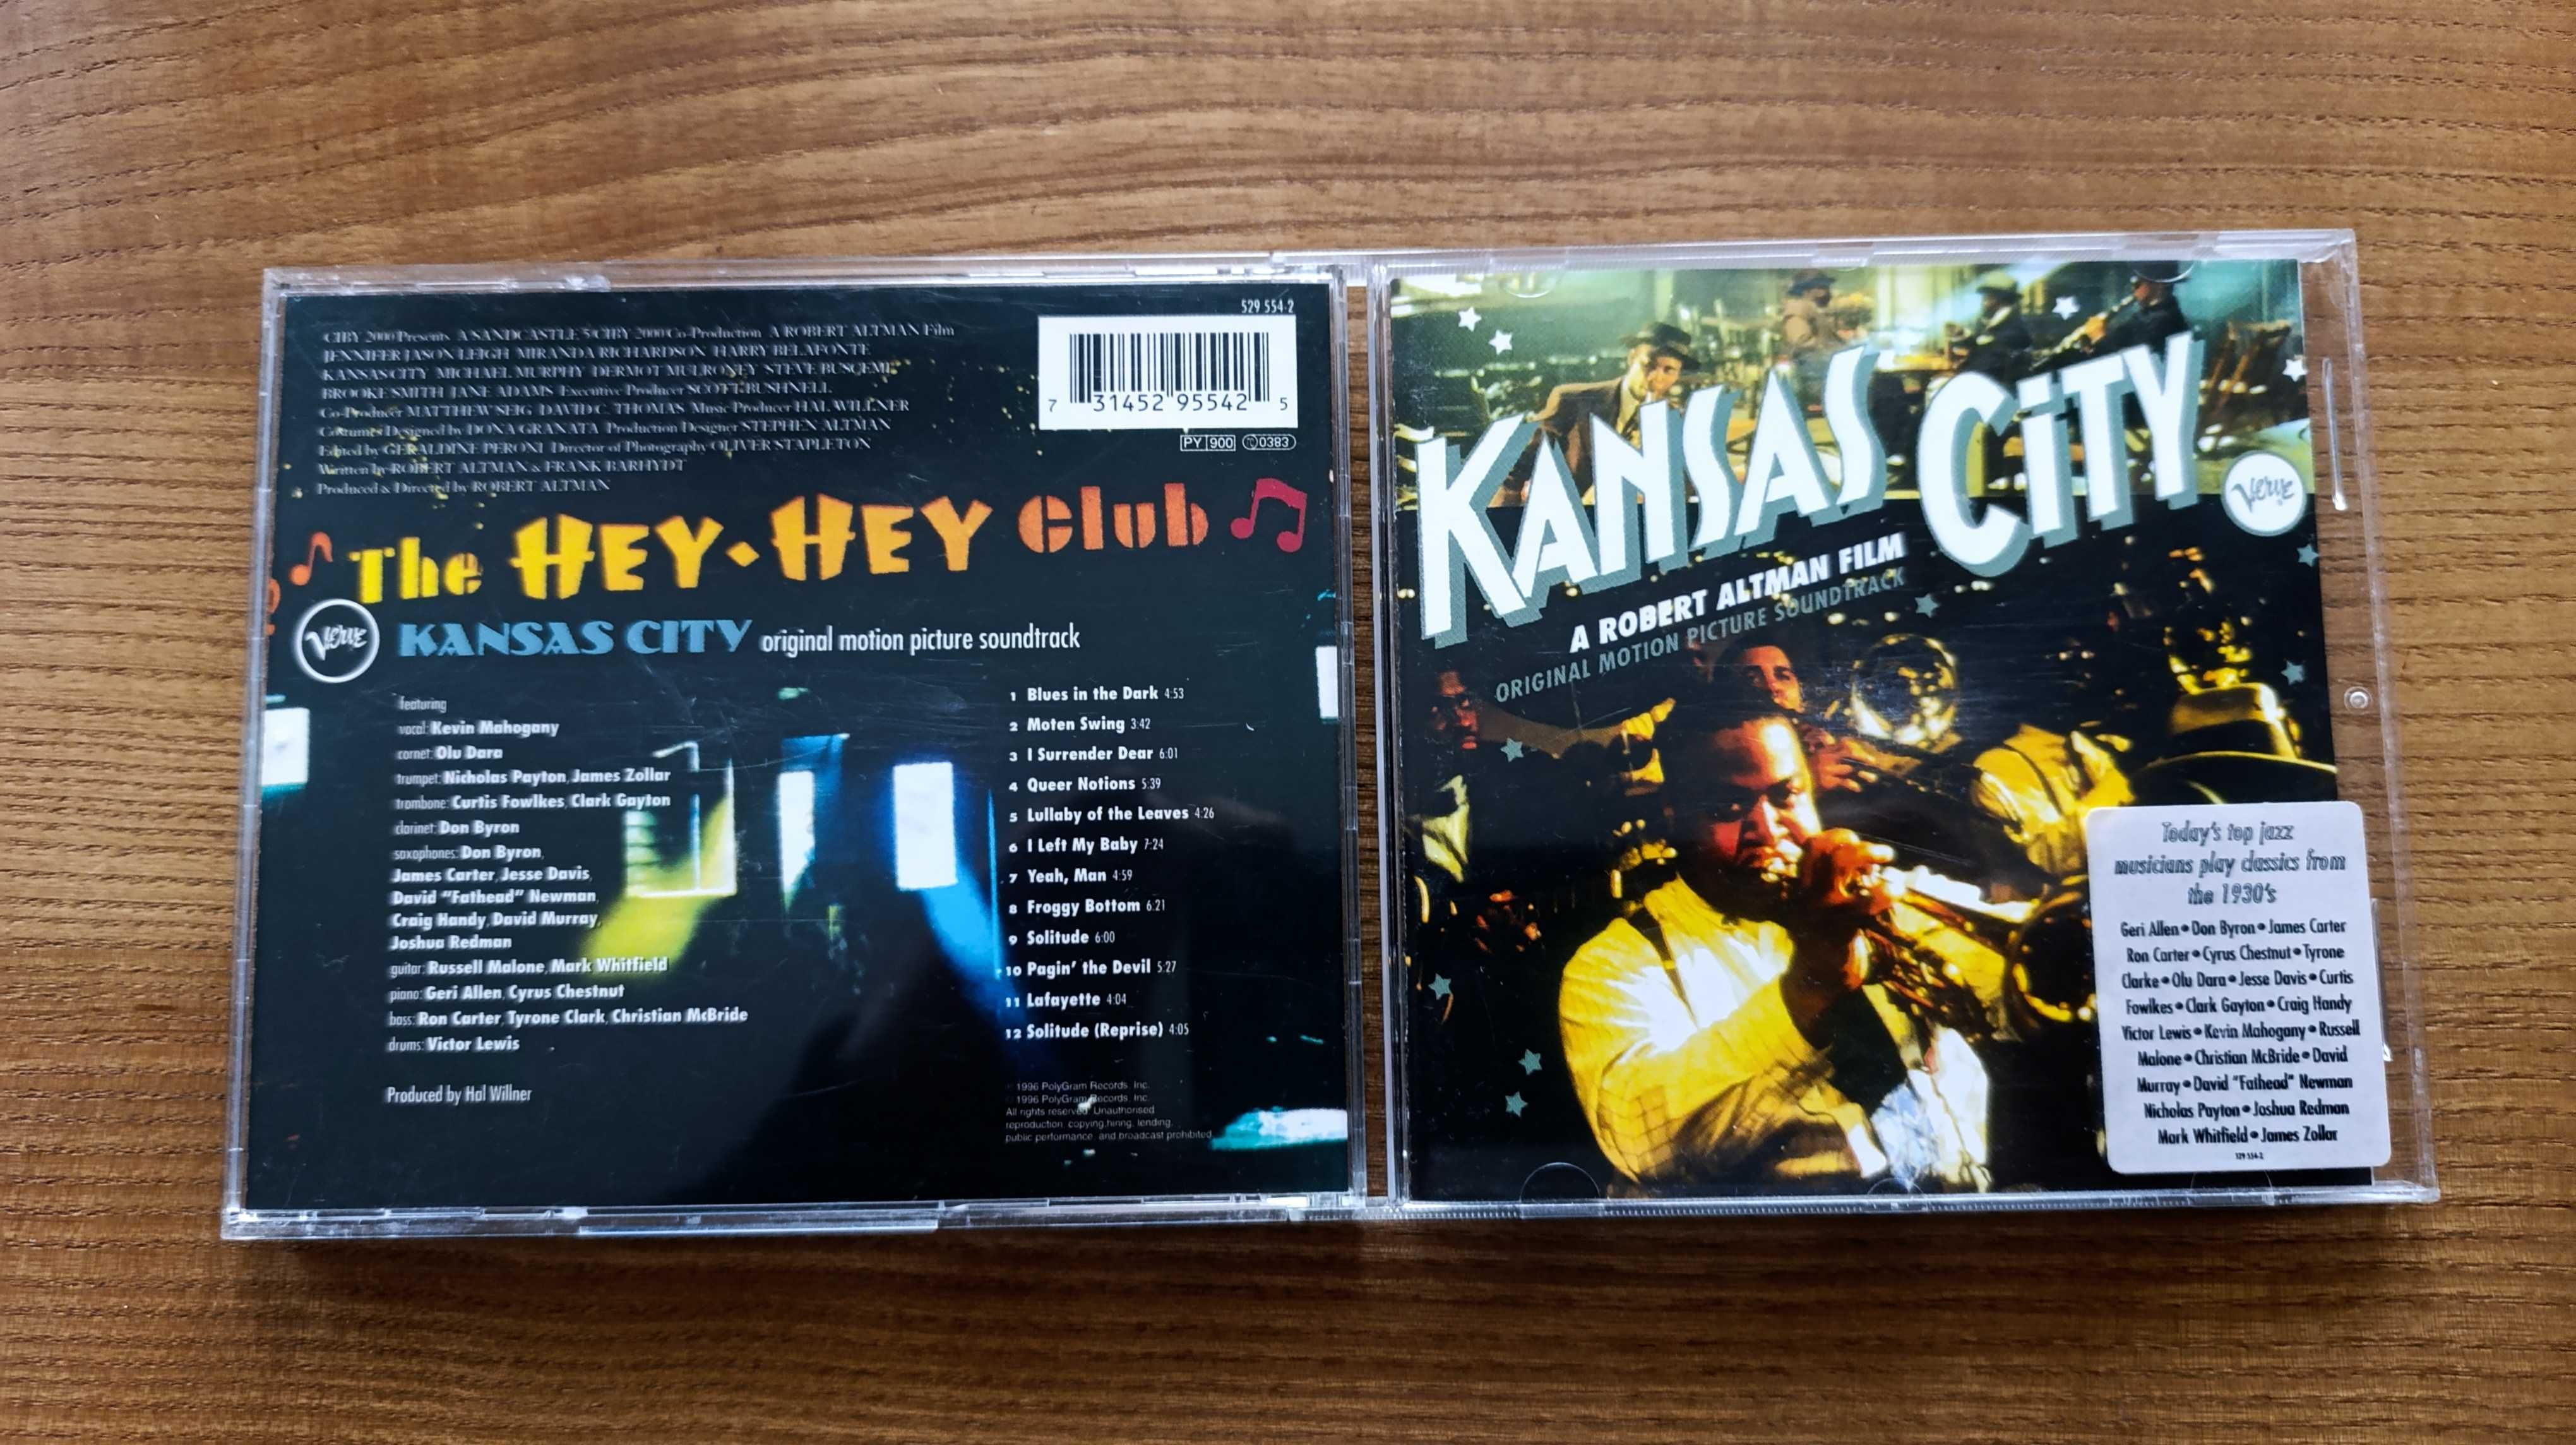 529 554-2
CIBY 2000 Presents A SANDCASTLE 5/CIBY 2000 Co-Production A ROBERT ALTMAN Film
JENNIFER JASON LEIGH MIRANDA RICHARDSON HARRY BELAFONTE
KANSAS CITY MICHAEL MURPHY DERMOT MULRONEY STEVE BUSCEMI
BROOKE SMITH JANE ADAMS Executive Producer SCOTT BUSHNELL
Co-Producer MATTHEW SEIG DAVID C. THOMAS Music Producer HAL WILLNER
Costumes Designed by DONA GRANATA Production Designer STEPHEN ALTMAN
Edited by GERALDINE PERONI Director of Photography OLIVER STAPLETON
Written by ROBERT ALTMAN & FRANK BARHYDT
Produced & Directed by ROBERT ALTMAN
7 31452 95542 5
PY 900 0383
The HEY·HEY Club
Verve
KANSAS CITY original motion picture soundtrack
featuring
vocal: Kevin Mahogany
cornet: Olu Dara
trumpet: Nicholas Payton, James Zollar
trombone: Curtis Fowlkes, Clark Gayton
clarinet: Don Byron
saxophones: Don Byron,
James Carter, Jesse Davis,
David "Fathead" Newman,
Craig Handy, David Murray,
Joshua Redman
guitar: Russell Malone, Mark Whitfield
piano: Geri Allen, Cyrus Chestnut
bass: Ron Carter, Tyrone Clark, Christian McBride
drums: Victor Lewis
Produced by Hal Willner
1 Blues in the Dark 4:53
2 Moten Swing 3:42
3 I Surrender Dear 6:01
4 Queer Notions 5:39
5 Lullaby of the Leaves 4:26
6 I Left My Baby 7:24
7 Yeah, Man 4:59
8 Froggy Bottom 6:21
9 Solitude 6:00
10 Pagin' the Devil 5:27
11 Lafayette 4:04
12 Solitude (Reprise) 4:05
1996 PolyGram Records, Inc.
1996 PolyGram Records, Inc.
All rights reserved. Unauthorised
reproduction, copying, hiring, lending,
public performance, and broadcast prohibited
KANSAS CiTY
Verve
A ROBERT ALTMAN FILM
ORIGINAL MOTION PICTURE SOUNDTRACK
Today's top jazz
musicians play classics from
the 1930's
Geri Allen • Don Byron • James Carter
Ron Carter • Cyrus Chestnut • Tyrone
Clarke • Olu Dara • Jesse Davis • Curtis
Fowlkes • Clark Gayton • Craig Handy
Victor Lewis • Kevin Mahogany • Russell
Malone • Christian McBride • David
Murray • David "Fathead" Newman
Nicholas Payton • Joshua Redman
Mark Whitfield • James Zollar
529 554-2